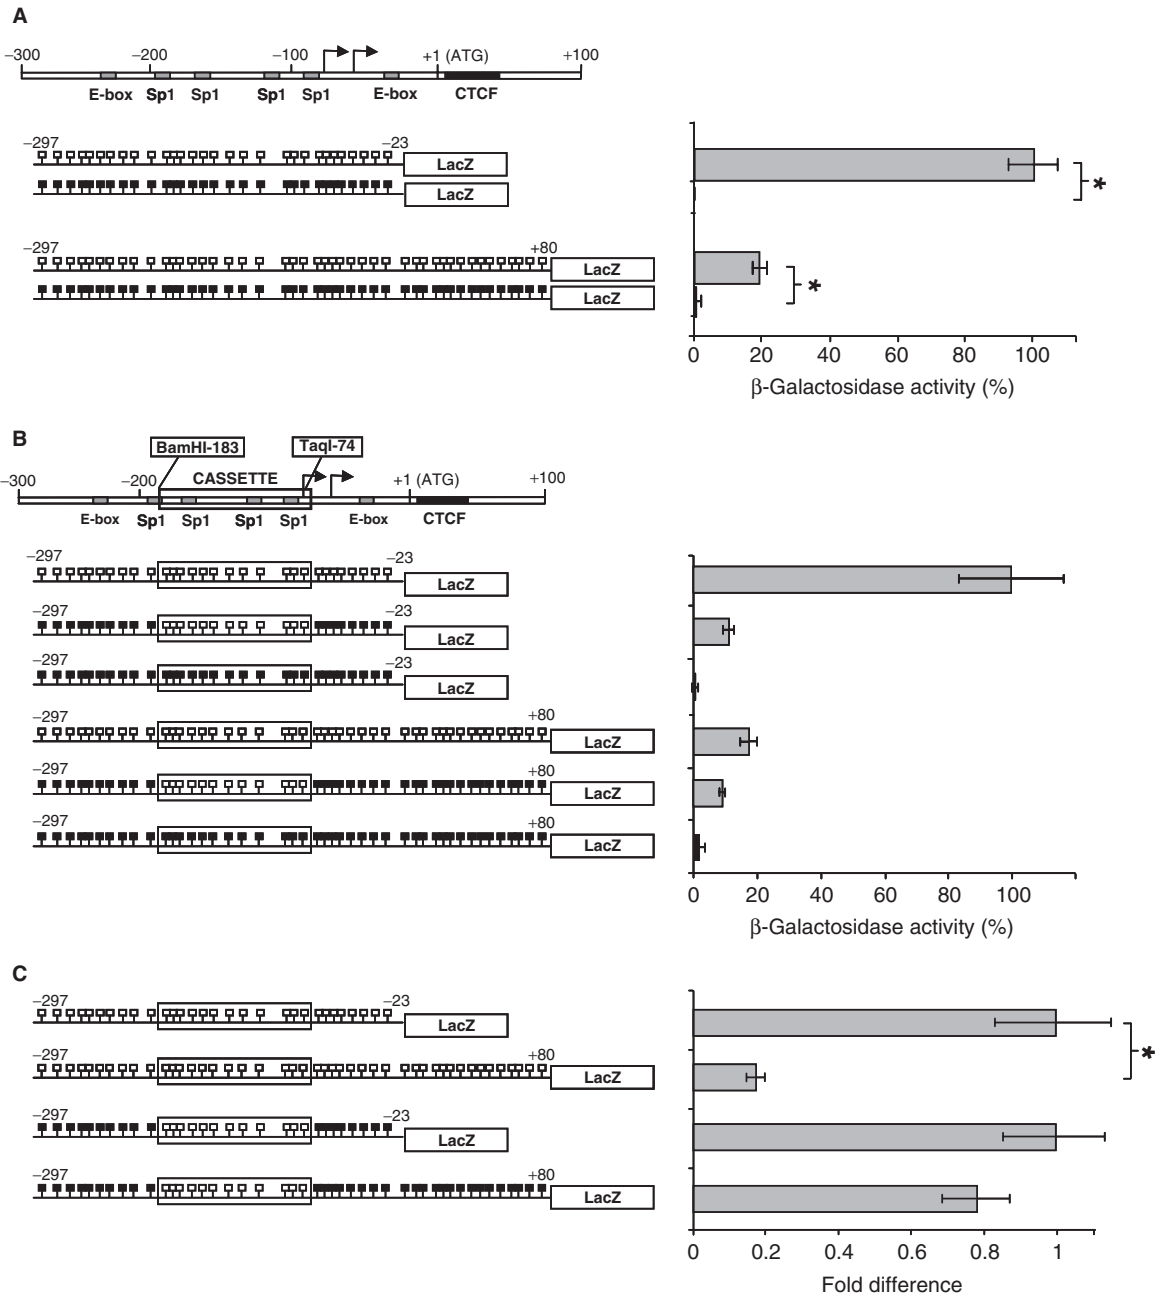 A
−300 −200 −100 +1 (ATG) +100
E-box Sp1 Sp1 Sp1 Sp1 E-box CTCF
−297 −23
LacZ
LacZ
*
−297 +80
LacZ
LacZ
*
0 20 40 60 80 100
β-Galactosidase activity (%)
B
BamHI-183 TaqI-74
−300 −200 CASSETTE +1 (ATG) +100
E-box Sp1 Sp1 Sp1 Sp1 E-box CTCF
−297 −23
LacZ
−297 −23
LacZ
−297 −23
LacZ
−297 +80
LacZ
−297 +80
LacZ
−297 +80
LacZ
0 20 40 60 80 100
β-Galactosidase activity (%)
C
−297 −23
LacZ
*
−297 +80
LacZ
−297 −23
LacZ
−297 +80
LacZ
0 0.2 0.4 0.6 0.8 1
Fold difference